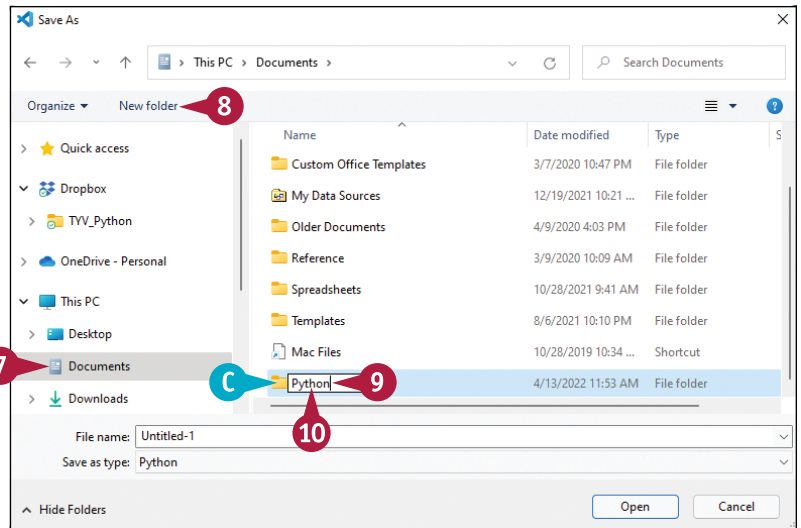 Save As
This PC > Documents >
Search Documents
Organize New folder 8
Name Date modified Type S
Quick access
Custom Office Templates 3/7/2020 10:47 PM File folder
Dropbox
My Data Sources 12/19/2021 10:21 ... File folder
TYV_Python
Older Documents 4/9/2020 4:03 PM File folder
OneDrive - Personal
Reference 3/9/2020 10:09 AM File folder
This PC
Spreadsheets 10/28/2021 9:41 AM File folder
Desktop
Templates 8/6/2021 10:10 PM File folder
7 Documents
Mac Files 10/28/2019 10:34 ... Shortcut
Downloads
C Python 9 4/13/2022 11:53 AM File folder
10
File name: Untitled-1
Save as type: Python
Hide Folders Open Cancel